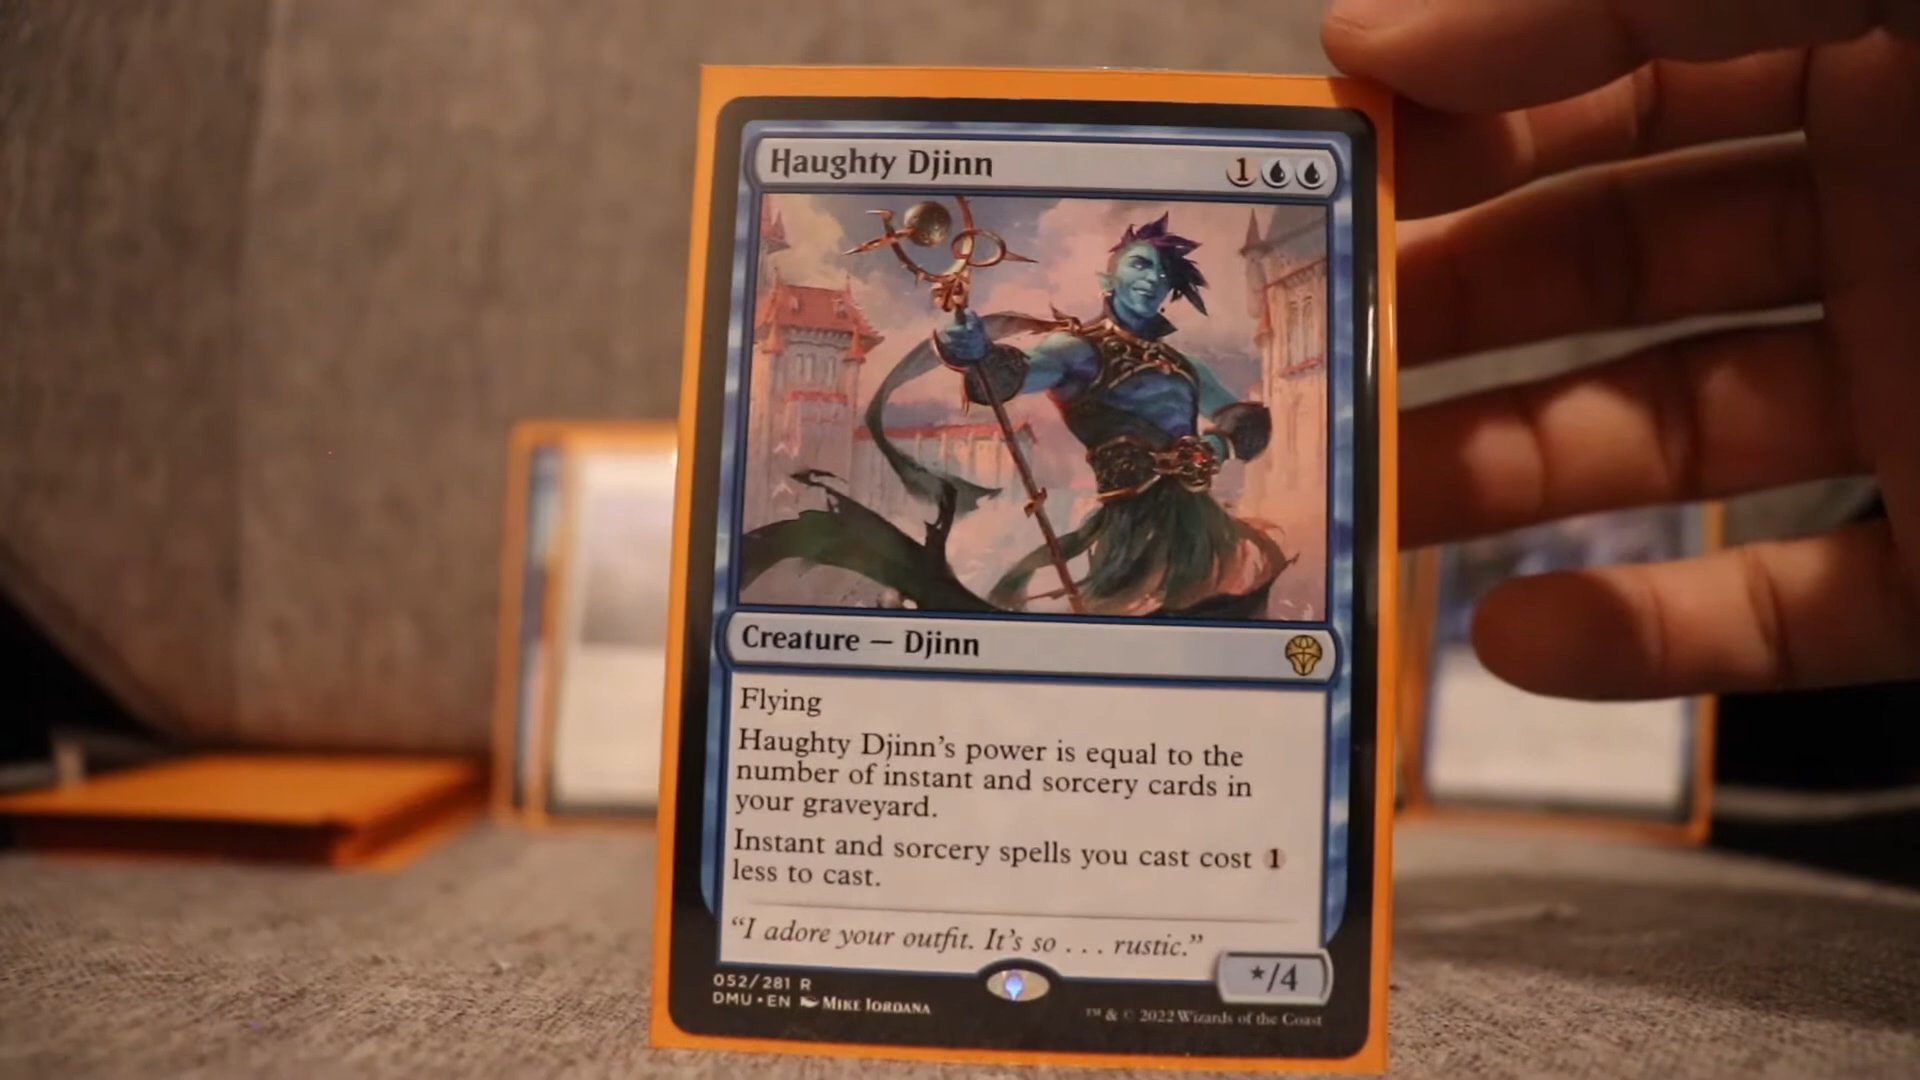 Haughty Djinn 1
Creature — Djinn
Flying
Haughty Djinn's power is equal to the
number of instant and sorcery cards in
your graveyard.
Instant and sorcery spells you cast cost 1
less to cast.
“I adore your outfit. It's so . . . rustic.”
*/4
052/281 R
DMU • EN Mike Jordana
™ & © 2022 Wizards of the Coast